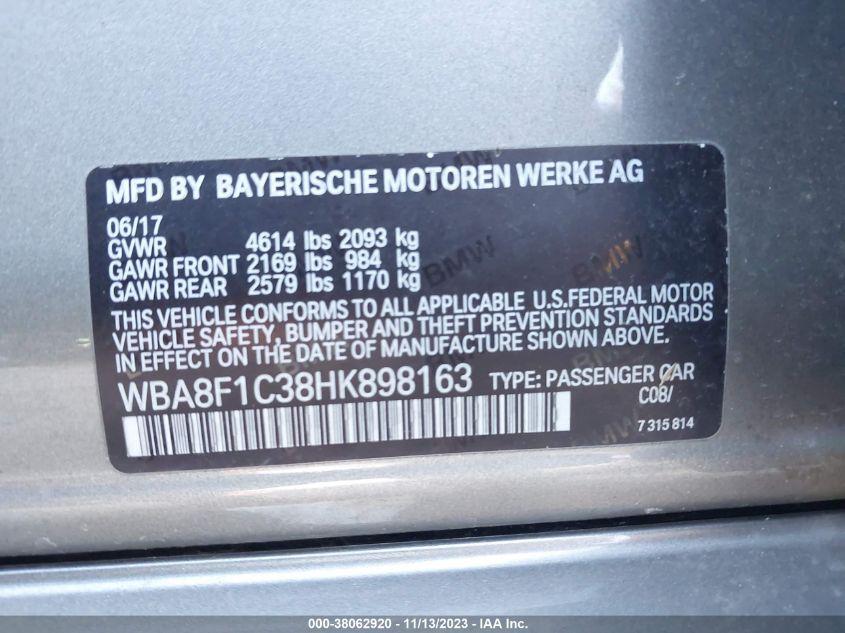 MFD BY BAYERISCHE MOTOREN WERKE AG
06/17
GVWR 4614 lbs 2093 kg
GAWR FRONT 2169 lbs 984 kg
GAWR REAR 2579 lbs 1170 kg
THIS VEHICLE CONFORMS TO ALL APPLICABLE U.S.FEDERAL MOTOR
VEHICLE SAFETY, BUMPER AND THEFT PREVENTION STANDARDS
IN EFFECT ON THE DATE OF MANUFACTURE SHOWN ABOVE.
WBA8F1C38HK898163 TYPE: PASSENGER CAR
C08/
7 315 814
000-38062920 - 11/13/2023 - IAA Inc.